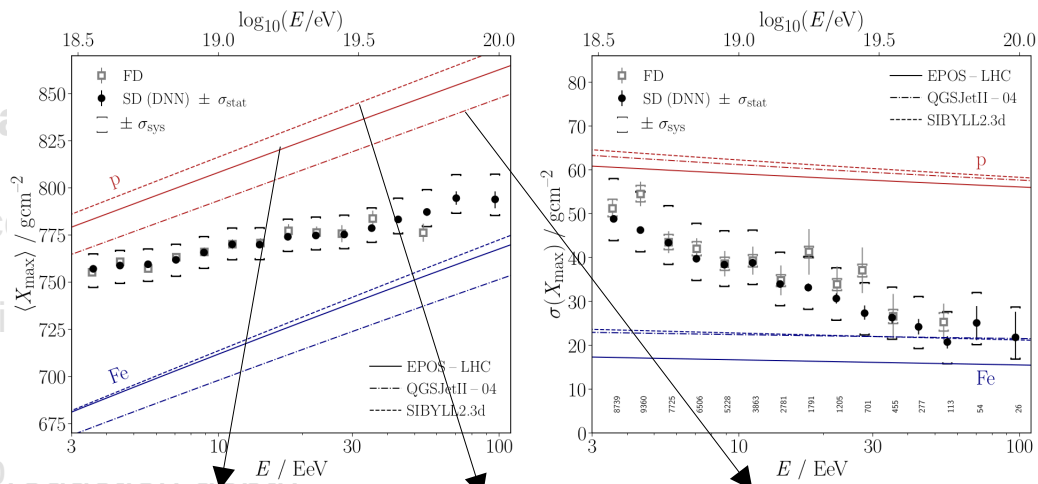 log₁₀(E/eV)
18.5 19.0 19.5 20.0
FD
SD (DNN) ± σstat
± σsys
850
825
800
775
750
725
700
675
⟨Xmax⟩ / gcm⁻²
p
Fe
EPOS – LHC
QGSJetII – 04
SIBYLL2.3d
3 10 30 100
E / EeV
log₁₀(E/eV)
18.5 19.0 19.5 20.0
FD
SD (DNN) ± σstat
± σsys
EPOS – LHC
QGSJetII – 04
SIBYLL2.3d
80
70
60
50
40
30
20
10
0
σ(Xmax) / gcm⁻²
p
Fe
8739 9360 7725 6506 5228 3863 2781 1791 1205 701 455 277 113 54 26
3 10 30 100
E / EeV